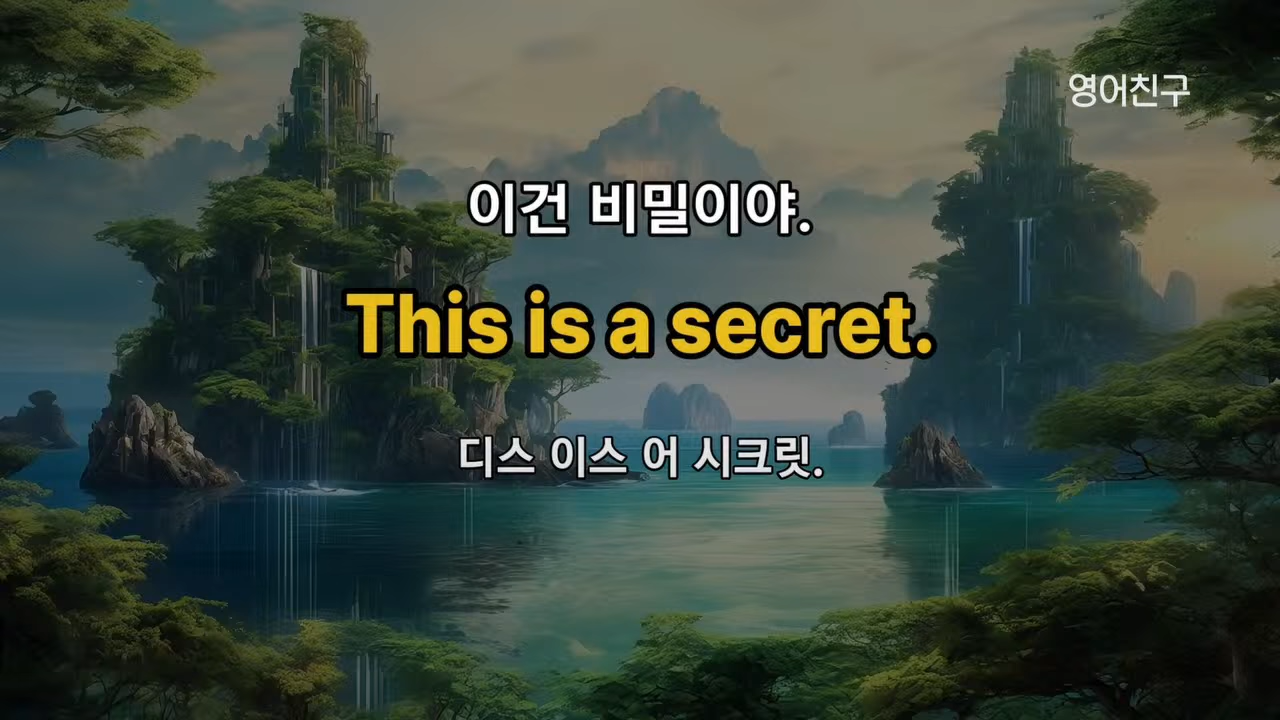 영어친구
이건 비밀이야.
This is a secret.
디스 이스 어 시크릿.